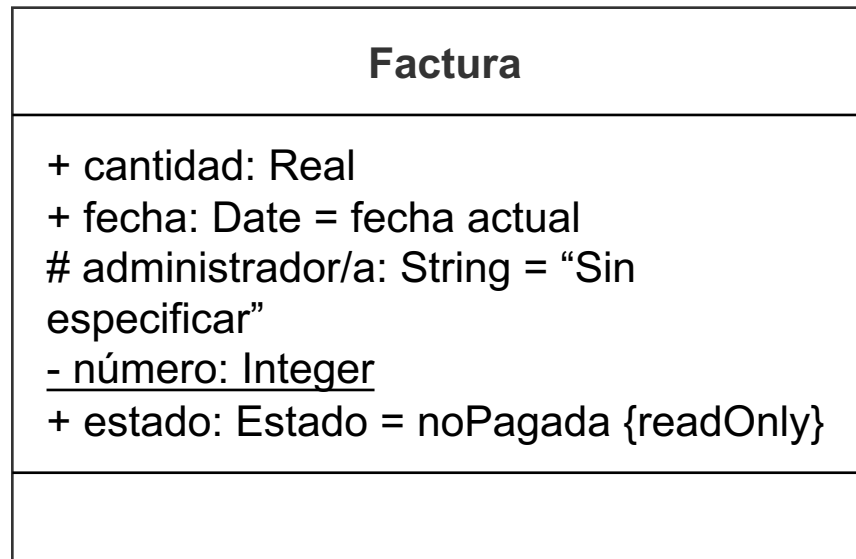 Factura
+ cantidad: Real
+ fecha: Date = fecha actual
# administrador/a: String = “Sin
especificar”
- número: Integer
+ estado: Estado = noPagada {readOnly}